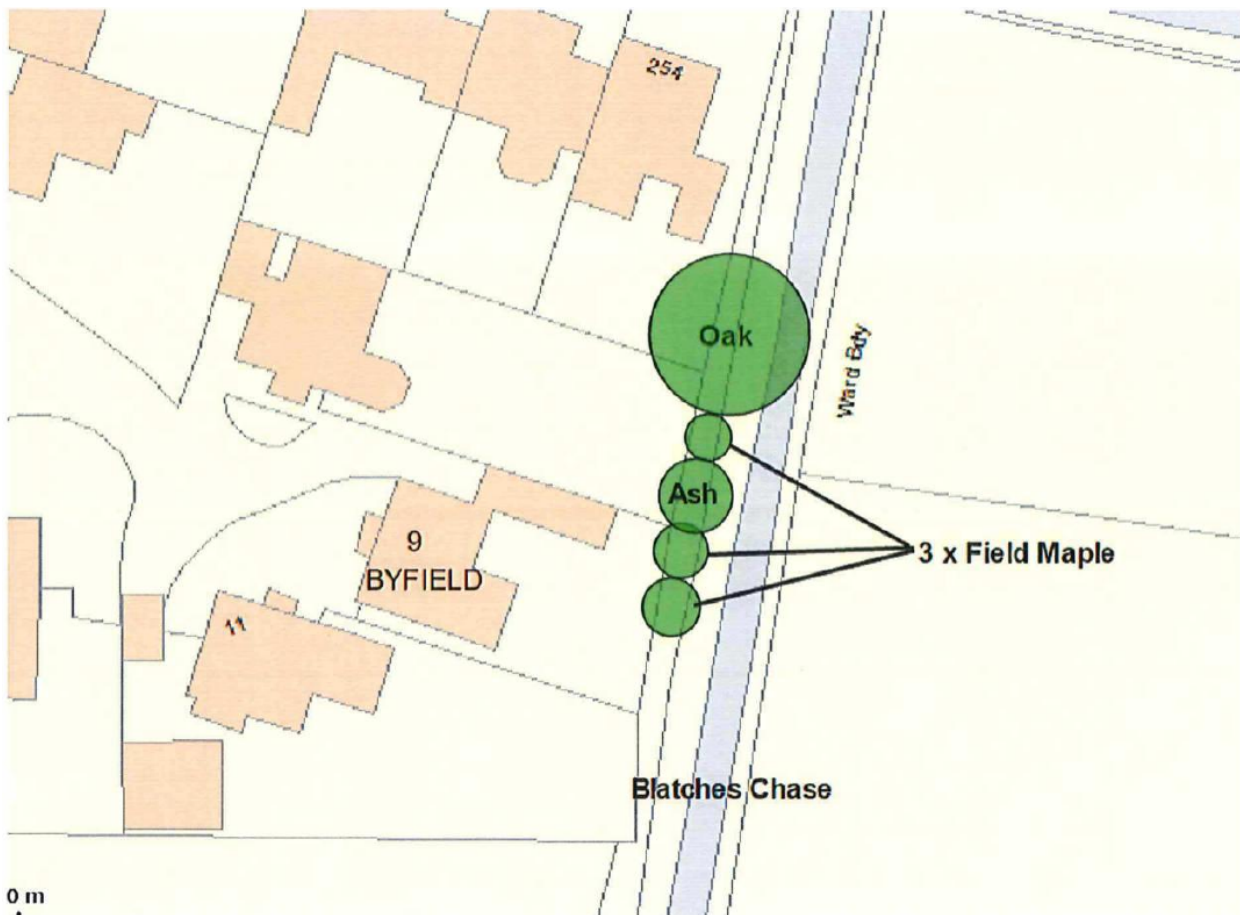 254
Oak
Ward Bdy
Ash
9
BYFIELD
3 x Field Maple
11
Blatches Chase
0 m